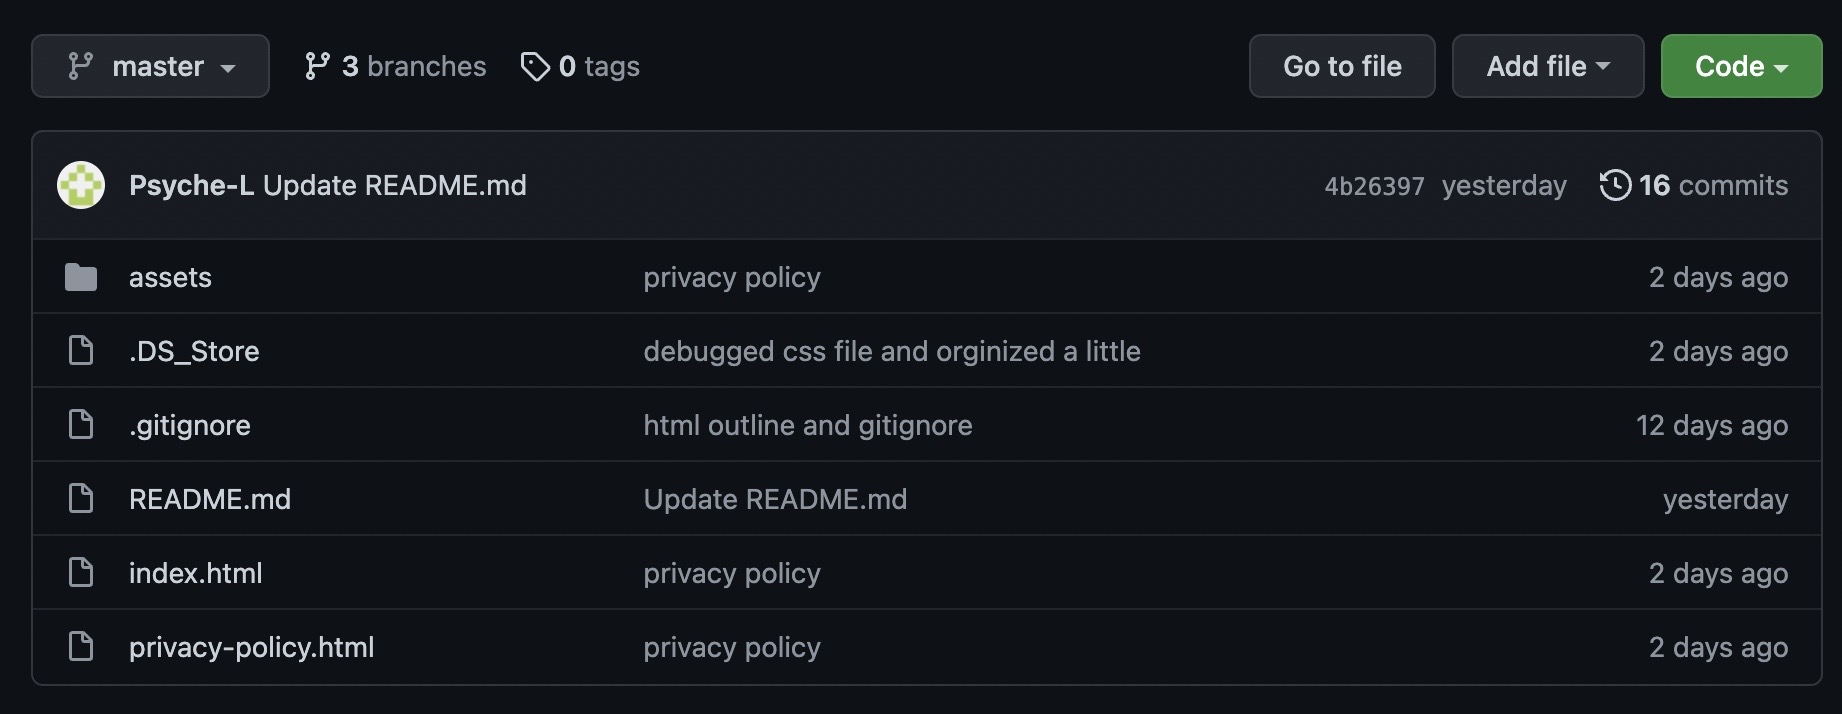 master 3 branches 0 tags Go to file Add file Code
Psyche-L Update README.md 4b26397 yesterday 16 commits
assets privacy policy 2 days ago
.DS_Store debugged css file and orginized a little 2 days ago
.gitignore html outline and gitignore 12 days ago
README.md Update README.md yesterday
index.html privacy policy 2 days ago
privacy-policy.html privacy policy 2 days ago